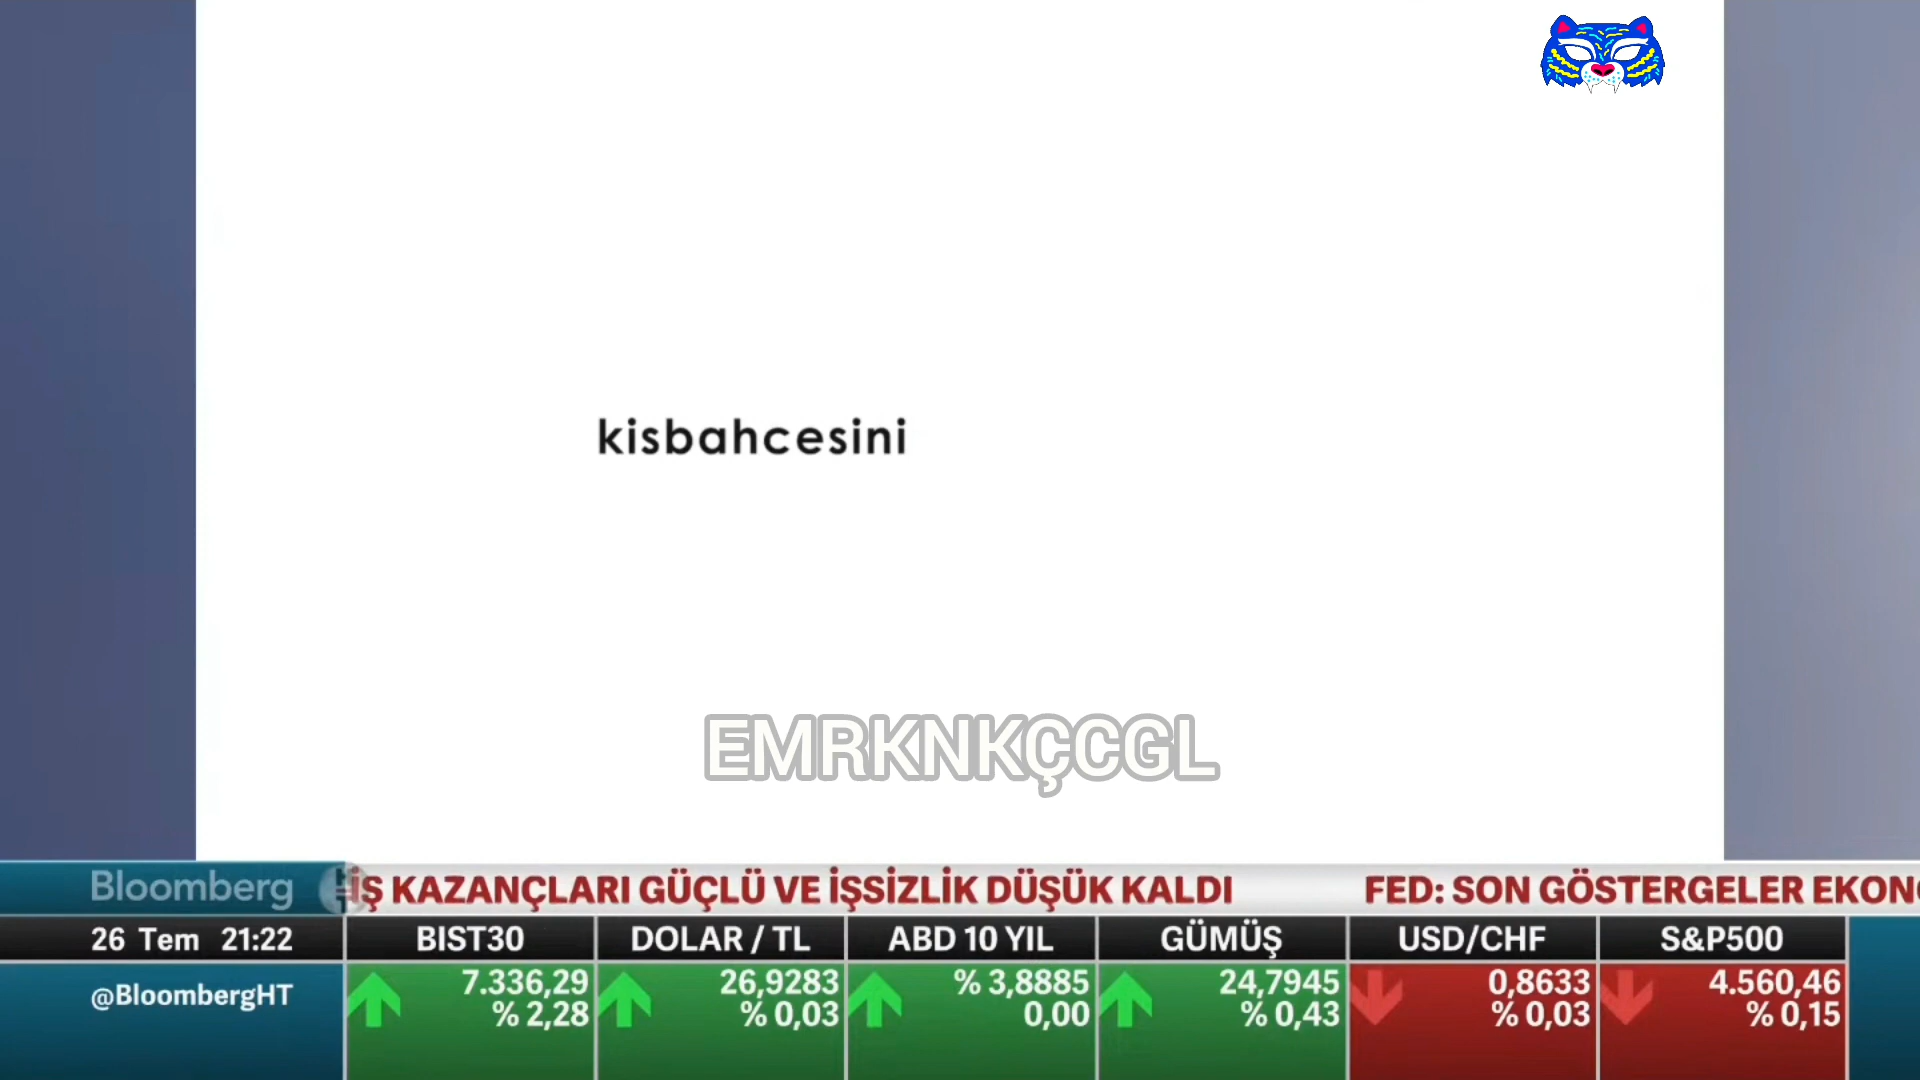 kisbahcesini
EMRKNKÇCGL
Bloomberg HT
İŞ KAZANÇLARI GÜÇLÜ VE İŞSİZLİK DÜŞÜK KALDI FED: SON GÖSTERGELER EKON
26 Tem 21:22 BIST30 DOLAR / TL ABD 10 YIL GÜMÜŞ USD/CHF S&P500
@BloombergHT 7.336,29 26,9283 % 3,8885 24,7945 0,8633 4.560,46
% 2,28 % 0,03 0,00 % 0,43 % 0,03 % 0,15